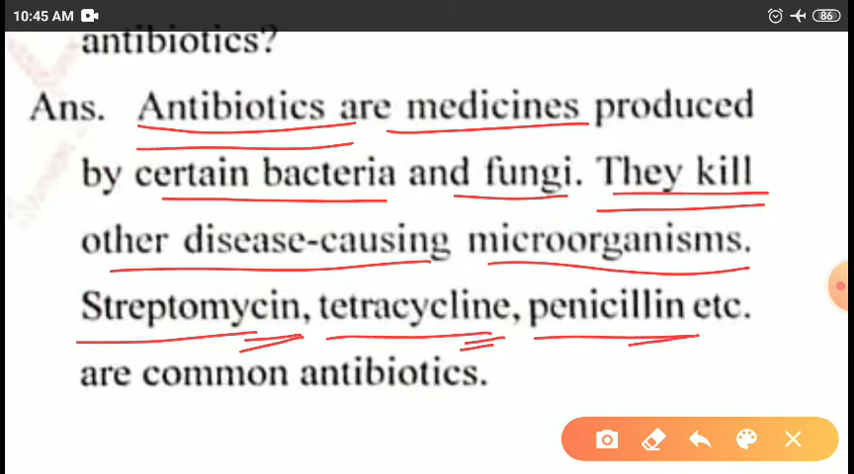 10:45 AM
86
antibiotics?
Ans. Antibiotics are medicines produced
by certain bacteria and fungi. They kill
other disease-causing microorganisms.
Streptomycin, tetracycline, penicillin etc.
are common antibiotics.